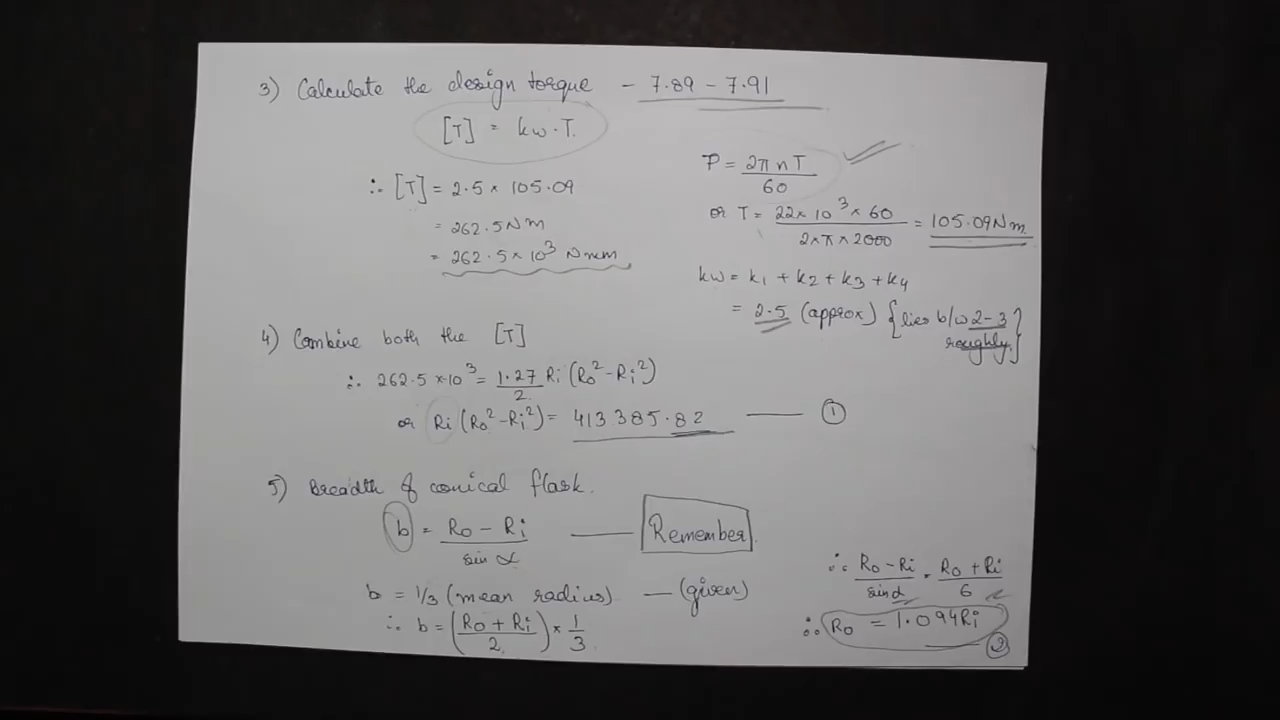 3) Calculate the design torque - 7.89 - 7.91
[T] = kw · T.
∴ [T] = 2.5 × 105.09
= 262.5 Nm
= 262.5 × 10³ Nmm
P = 2πnT / 60
or T = 22 × 10³ × 60 / 2×π×2000 = 105.09 Nm.
kw = k1 + k2 + k3 + k4
= 2.5 (approx) {lies b/w 2-3 roughly.}
4) Combine both the [T]
∴ 262.5×10³ = 1.27/2 Ri (Ro² - Ri²)
or Ri (Ro² - Ri²) = 413 385.82 —— ①
5) Breadth of conical flask.
b = Ro - Ri / sin α —— Remember.
b = 1/3 (mean radius) — (given)
∴ b = (Ro + Ri / 2) × 1/3.
∴ Ro - Ri / sin α = Ro + Ri / 6
∴ Ro = 1.094 Ri —— ②